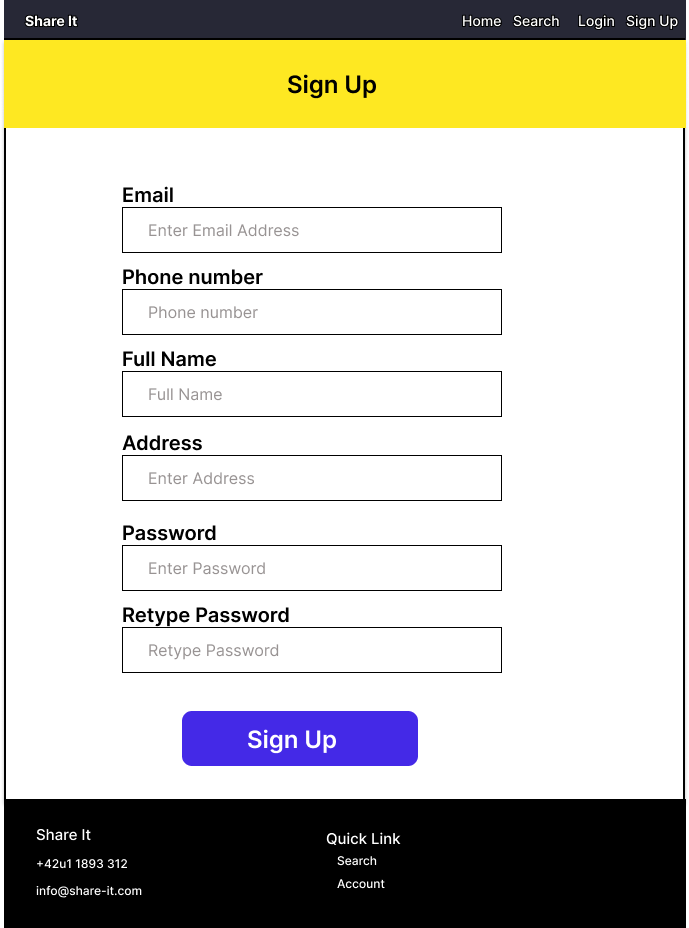 Share It
Home Search Login Sign Up
Sign Up
Email
Enter Email Address
Phone number
Phone number
Full Name
Full Name
Address
Enter Address
Password
Enter Password
Retype Password
Retype Password
Sign Up
Share It
+42u1 1893 312
info@share-it.com
Quick Link
Search
Account